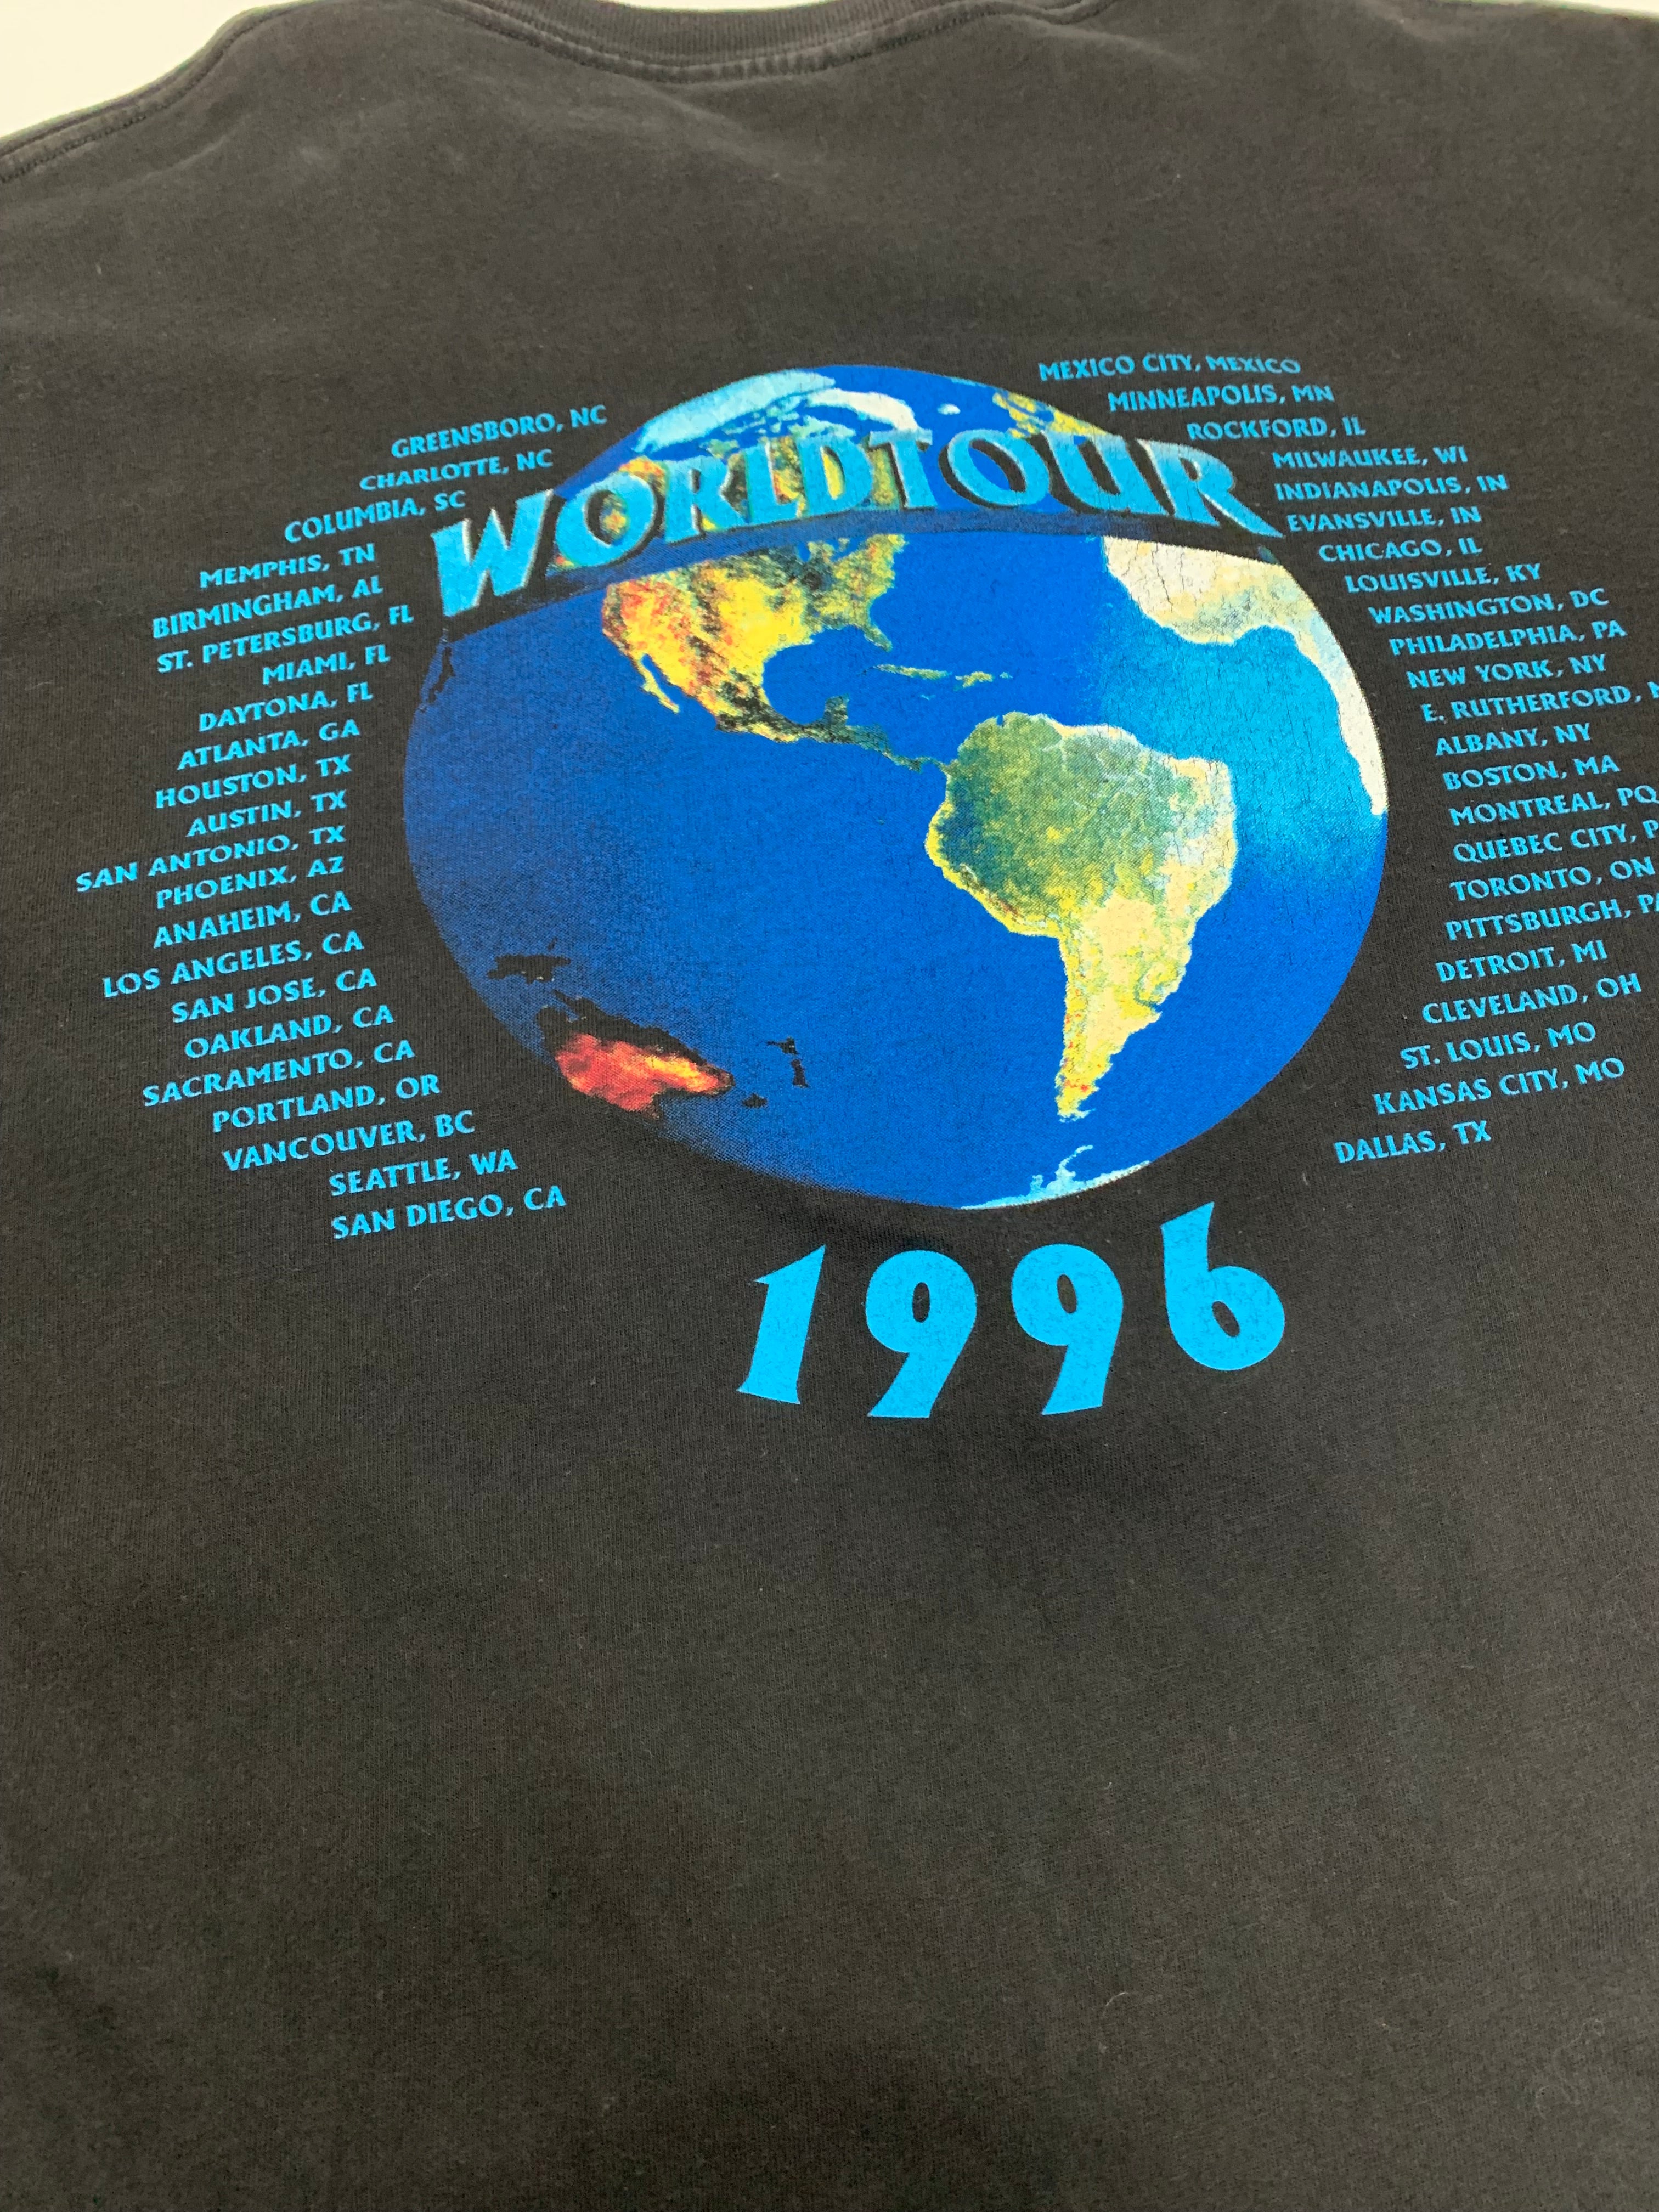 WORLD TOUR
GREENSBORO, NC
CHARLOTTE, NC
COLUMBIA, SC
MEMPHIS, TN
BIRMINGHAM, AL
ST. PETERSBURG, FL
MIAMI, FL
DAYTONA, FL
ATLANTA, GA
HOUSTON, TX
AUSTIN, TX
SAN ANTONIO, TX
PHOENIX, AZ
ANAHEIM, CA
LOS ANGELES, CA
SAN JOSE, CA
OAKLAND, CA
SACRAMENTO, CA
PORTLAND, OR
VANCOUVER, BC
SEATTLE, WA
SAN DIEGO, CA
MEXICO CITY, MEXICO
MINNEAPOLIS, MN
ROCKFORD, IL
MILWAUKEE, WI
INDIANAPOLIS, IN
EVANSVILLE, IN
CHICAGO, IL
LOUISVILLE, KY
WASHINGTON, DC
PHILADELPHIA, PA
NEW YORK, NY
E. RUTHERFORD,
ALBANY, NY
BOSTON, MA
MONTREAL, PQ
QUEBEC CITY,
TORONTO, ON
PITTSBURGH, PA
DETROIT, MI
CLEVELAND, OH
ST. LOUIS, MO
KANSAS CITY, MO
DALLAS, TX
1996